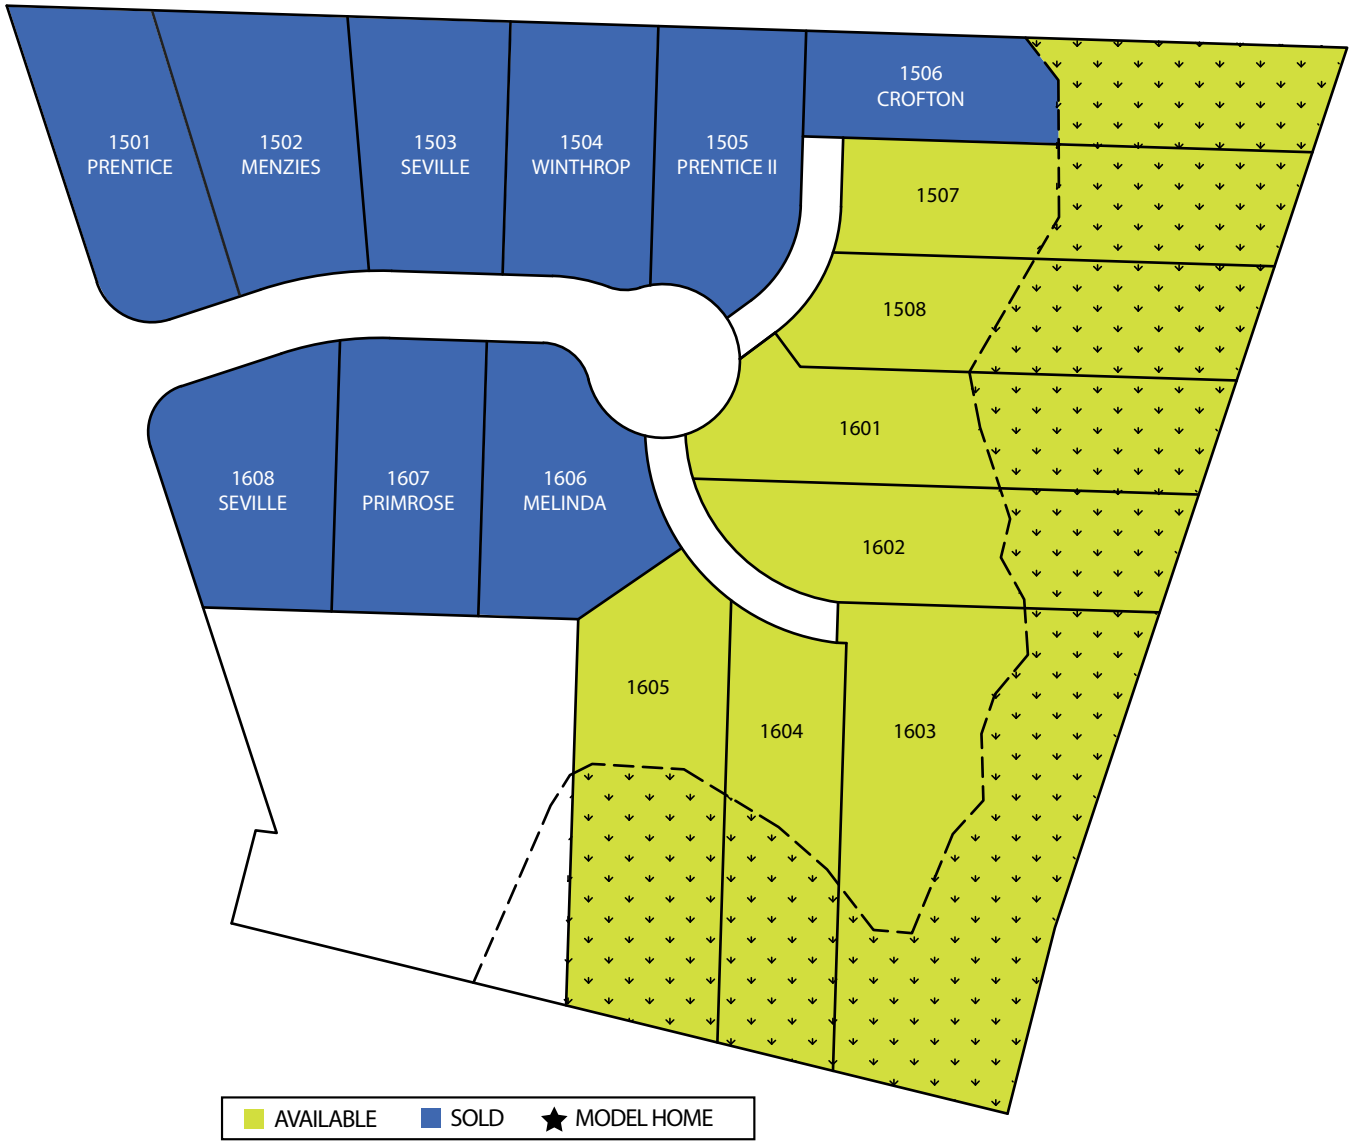 1501
PRENTICE
1502
MENZIES
1503
SEVILLE
1504
WINTHROP
1505
PRENTICE II
1506
CROFTON
1507
1508
1601
1602
1608
SEVILLE
1607
PRIMROSE
1606
MELINDA
1605
1604
1603
AVAILABLE
SOLD
MODEL HOME